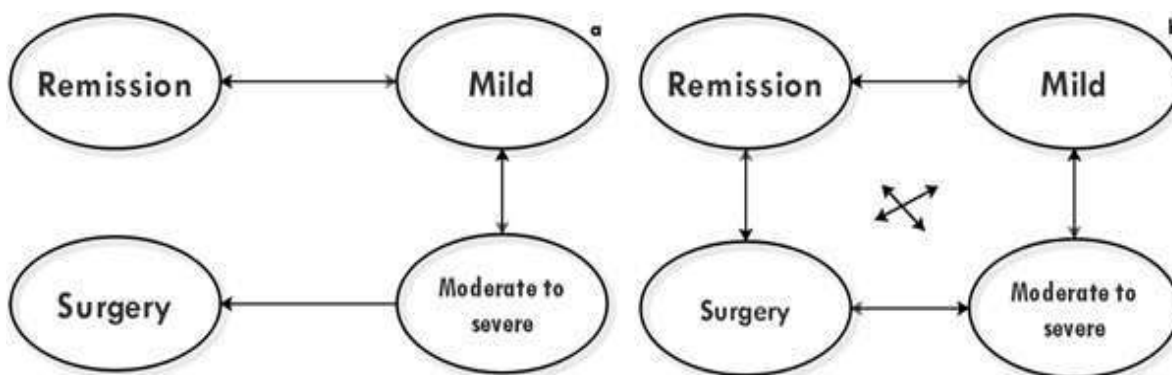 a
Remission
Mild
Surgery
Moderate to
severe
Remission
Mild
Surgery
Moderate to
severe